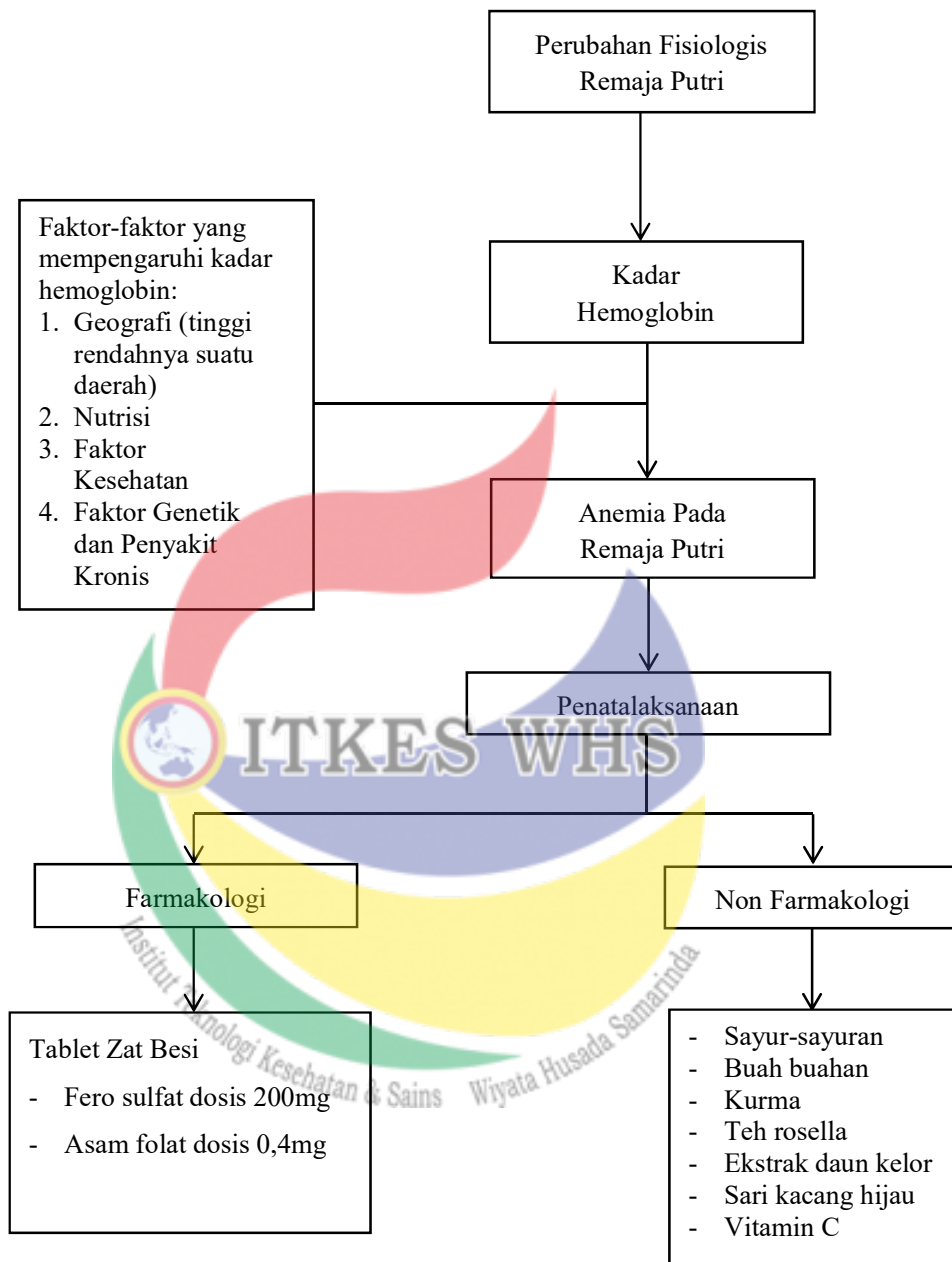 Perubahan Fisiologis
Remaja Putri
Faktor-faktor yang
mempengaruhi kadar
hemoglobin:
1. Geografi (tinggi
rendahnya suatu
daerah)
2. Nutrisi
3. Faktor
Kesehatan
4. Faktor Genetik
dan Penyakit
Kronis
Kadar
Hemoglobin
Anemia Pada
Remaja Putri
Penatalaksanaan
ITKES WHS
Farmakologi
Non Farmakologi
Institut Teknologi Kesehatan & Sains Wiyata Husada Samarinda
Tablet Zat Besi
- Fero sulfat dosis 200mg
- Asam folat dosis 0,4mg
- Sayur-sayuran
- Buah buahan
- Kurma
- Teh rosella
- Ekstrak daun kelor
- Sari kacang hijau
- Vitamin C